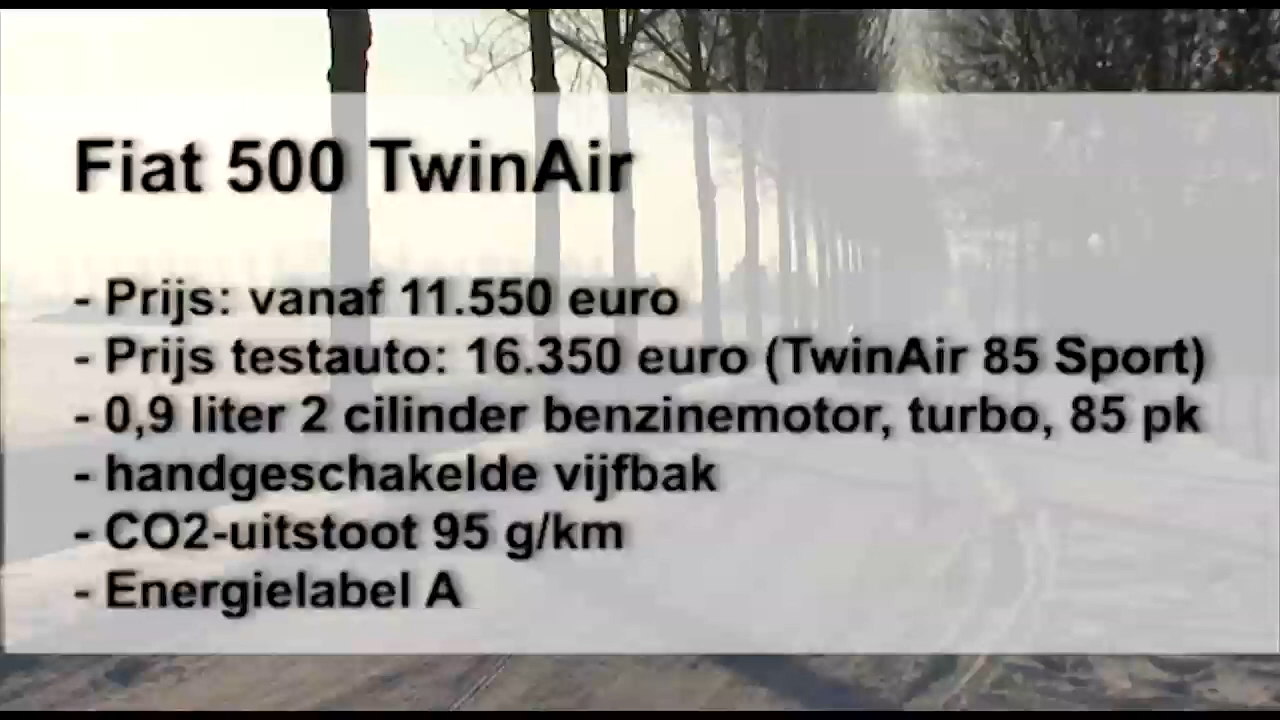 Fiat 500 TwinAir
- Prijs: vanaf 11.550 euro
- Prijs testauto: 16.350 euro (TwinAir 85 Sport)
- 0,9 liter 2 cilinder benzinemotor, turbo, 85 pk
- handgeschakelde vijfbak
- CO2-uitstoot 95 g/km
- Energielabel A